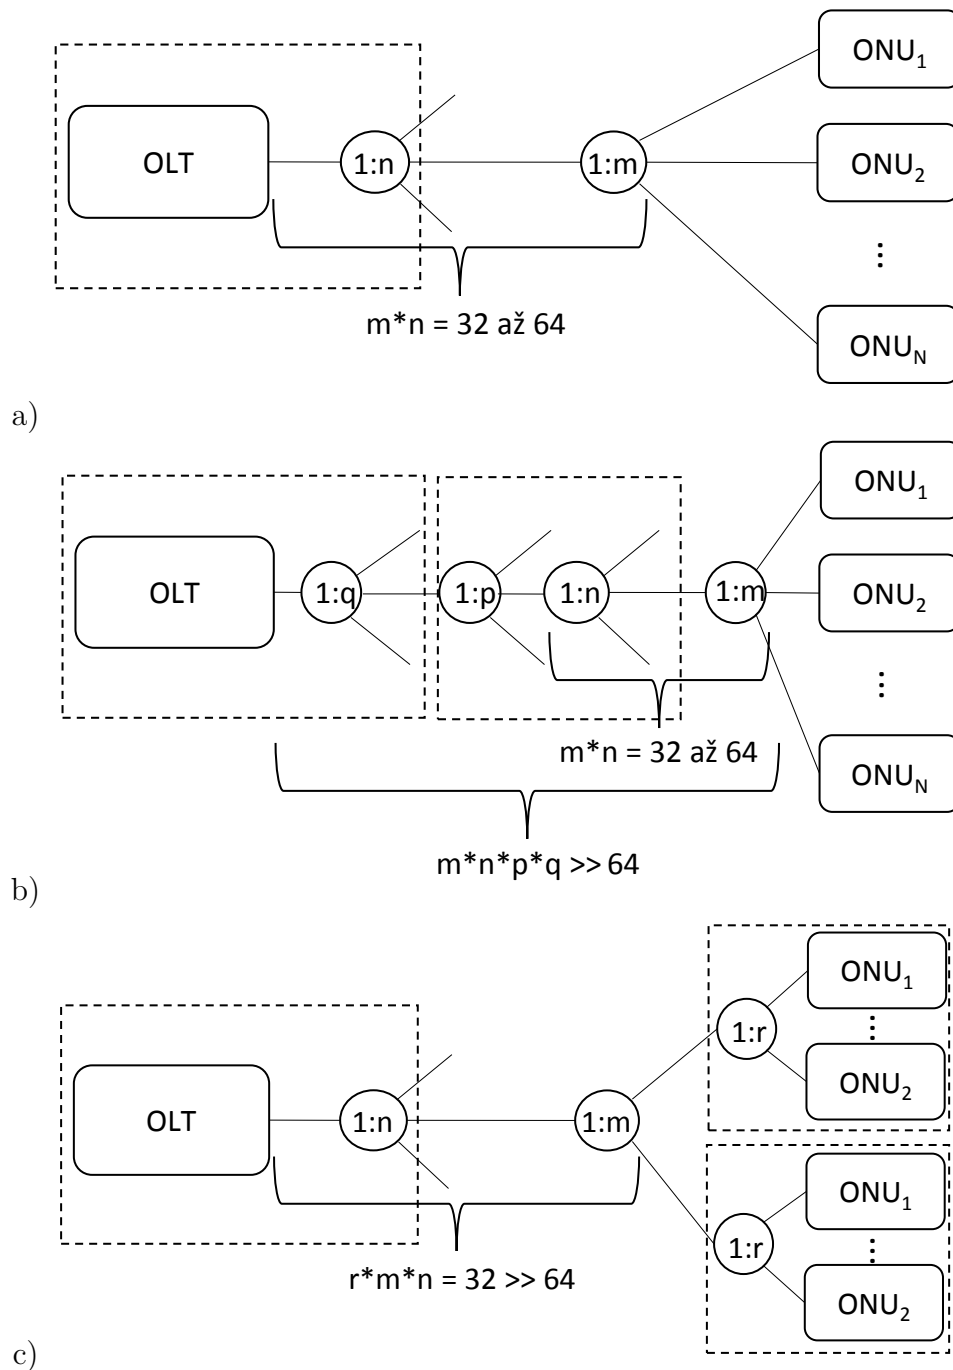 ONU1
OLT
1:n
1:m
ONU2
⋮
m*n = 32 až 64
ONUN
a)
ONU1
OLT
1:q
1:p
1:n
1:m
ONU2
⋮
m*n = 32 až 64
ONUN
m*n*p*q >> 64
b)
ONU1
⋮
1:r
ONU2
OLT
1:n
1:m
ONU1
⋮
1:r
r*m*n = 32 >> 64
ONU2
c)